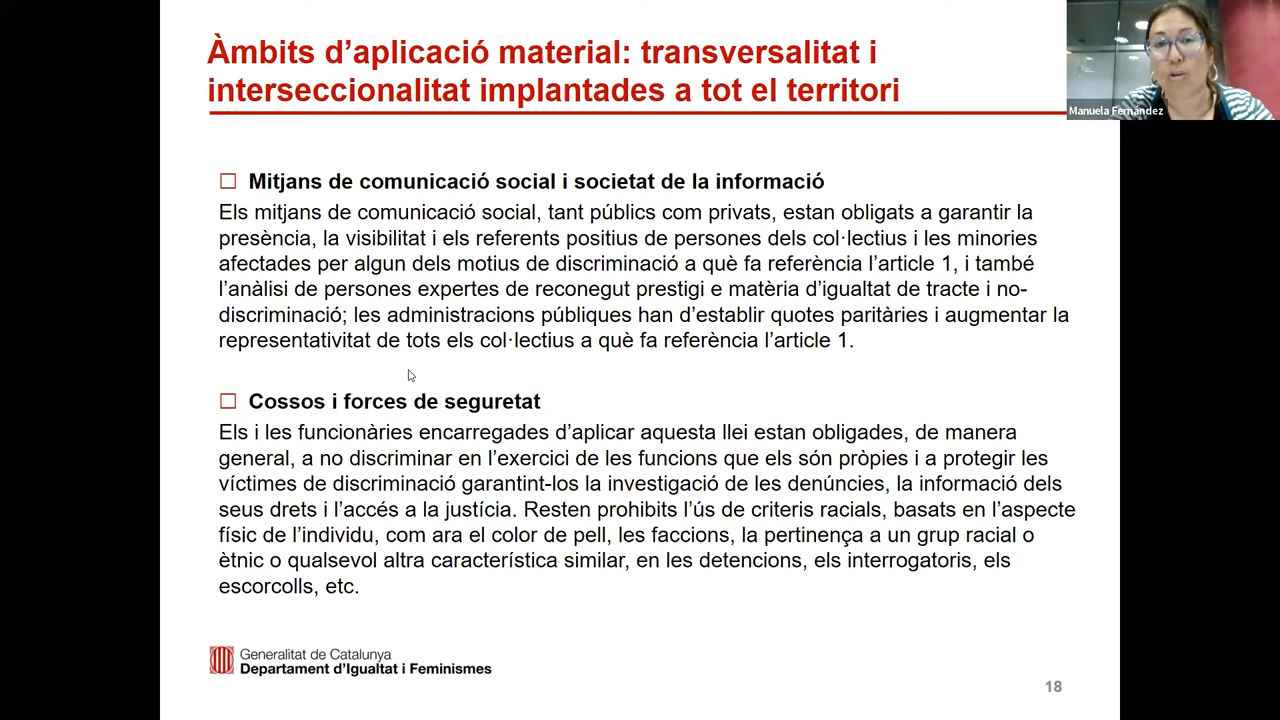 Àmbits d’aplicació material: transversalitat i
interseccionalitat implantades a tot el territori
Manuela Fernández
Mitjans de comunicació social i societat de la informació
Els mitjans de comunicació social, tant públics com privats, estan obligats a garantir la
presència, la visibilitat i els referents positius de persones dels col·lectius i les minories
afectades per algun dels motius de discriminació a què fa referència l’article 1, i també
l’anàlisi de persones expertes de reconegut prestigi e matèria d’igualtat de tracte i no-
discriminació; les administracions públiques han d’establir quotes paritàries i augmentar la
representativitat de tots els col·lectius a què fa referència l’article 1.
Cossos i forces de seguretat
Els i les funcionàries encarregades d’aplicar aquesta llei estan obligades, de manera
general, a no discriminar en l’exercici de les funcions que els són pròpies i a protegir les
víctimes de discriminació garantint-los la investigació de les denúncies, la informació dels
seus drets i l’accés a la justícia. Resten prohibits l’ús de criteris racials, basats en l’aspecte
físic de l’individu, com ara el color de pell, les faccions, la pertinença a un grup racial o
ètnic o qualsevol altra característica similar, en les detencions, els interrogatoris, els
escorcolls, etc.
Generalitat de Catalunya
Departament d’Igualtat i Feminismes
18